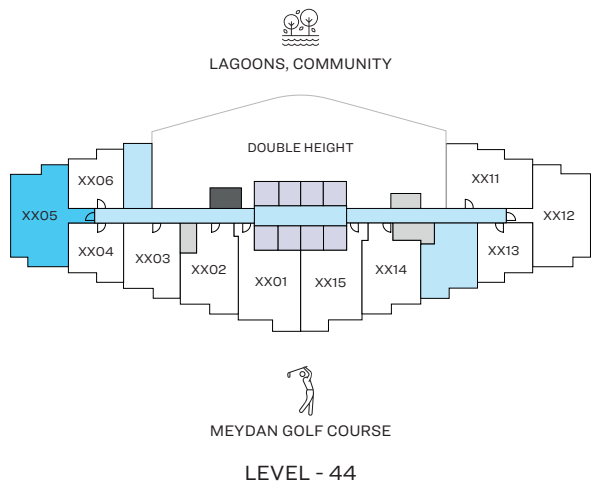 LAGOONS, COMMUNITY
DOUBLE HEIGHT
XX06
XX11
XX05
XX12
XX04
XX03
XX02
XX01
XX15
XX14
XX13
MEYDAN GOLF COURSE
LEVEL - 44